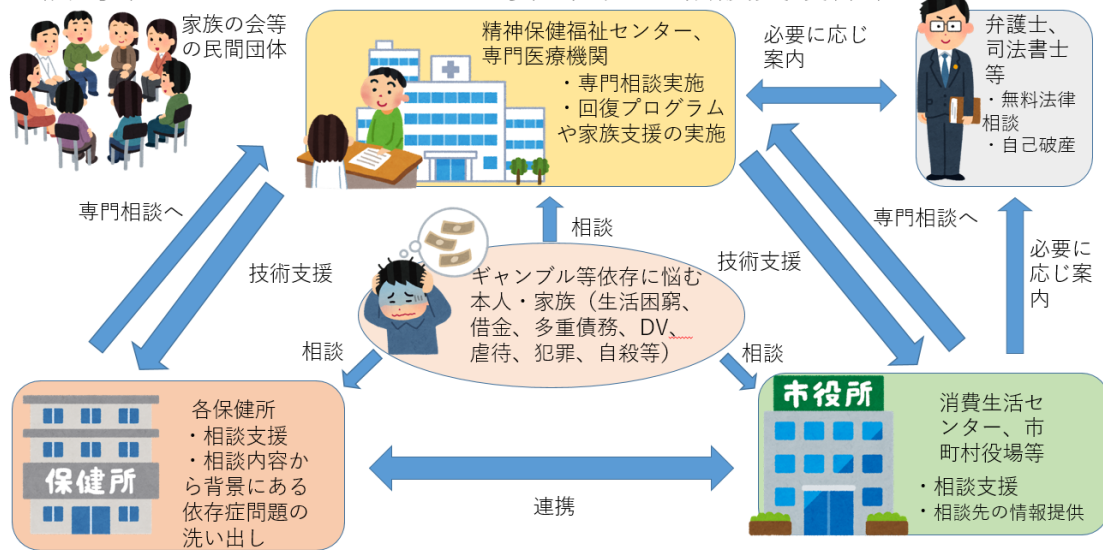 家族の会等
の民間団体
精神保健福祉センター、
専門医療機関
・専門相談実施
・回復プログラム
や家族支援の実施
必要に応じ
案内
弁護士、
司法書士
等
・無料法律
相談
・自己破産
専門相談へ
技術支援
相談
ギャンブル等依存に悩む
本人・家族（生活困窮、
借金、多重債務、DV、
虐待、犯罪、自殺等）
技術支援
専門相談へ
必要に
応じ案
内
相談
相談
保健所
各保健所
・相談支援
・相談内容か
ら背景にある
依存症問題の
洗い出し
連携
市役所
消費生活セ
ンター、市
町村役場等
・相談支援
・相談先の情報提供